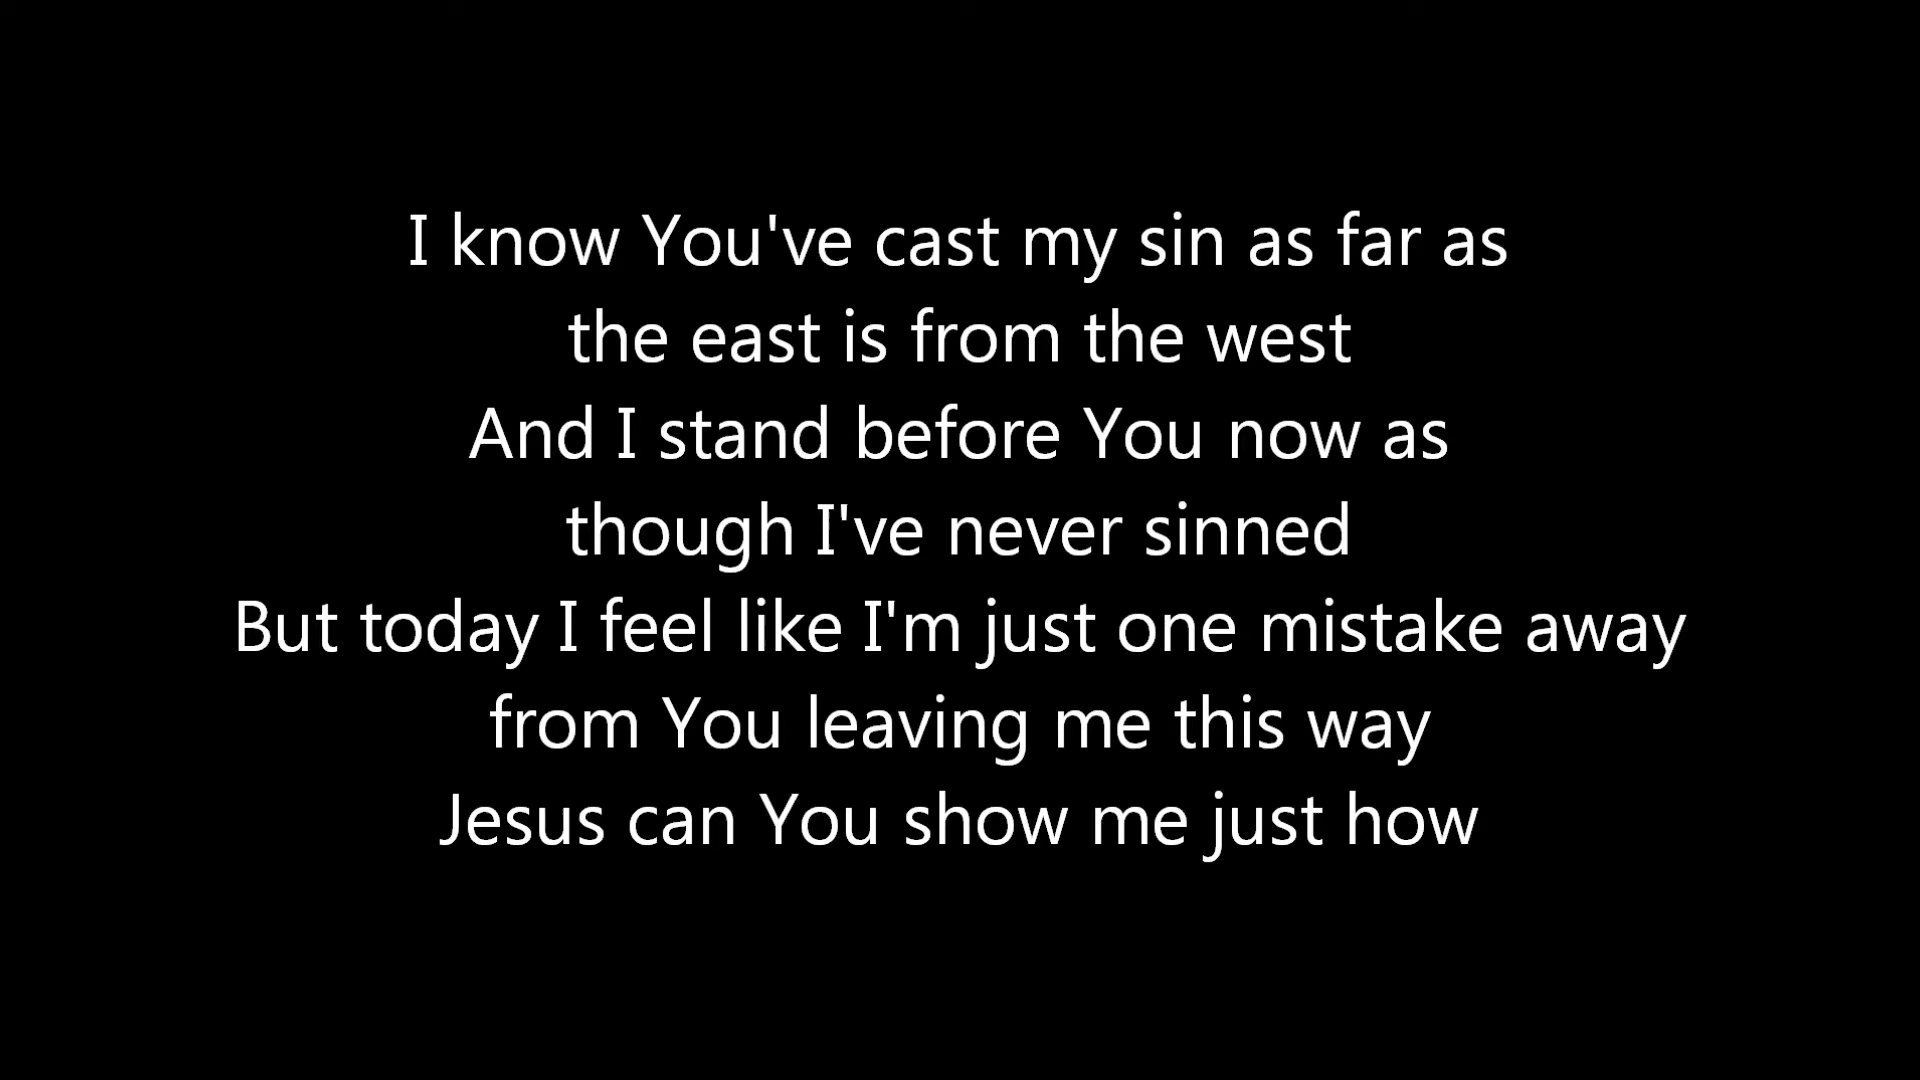 I know You've cast my sin as far as
the east is from the west
And I stand before You now as
though I've never sinned
But today I feel like I'm just one mistake away
from You leaving me this way
Jesus can You show me just how